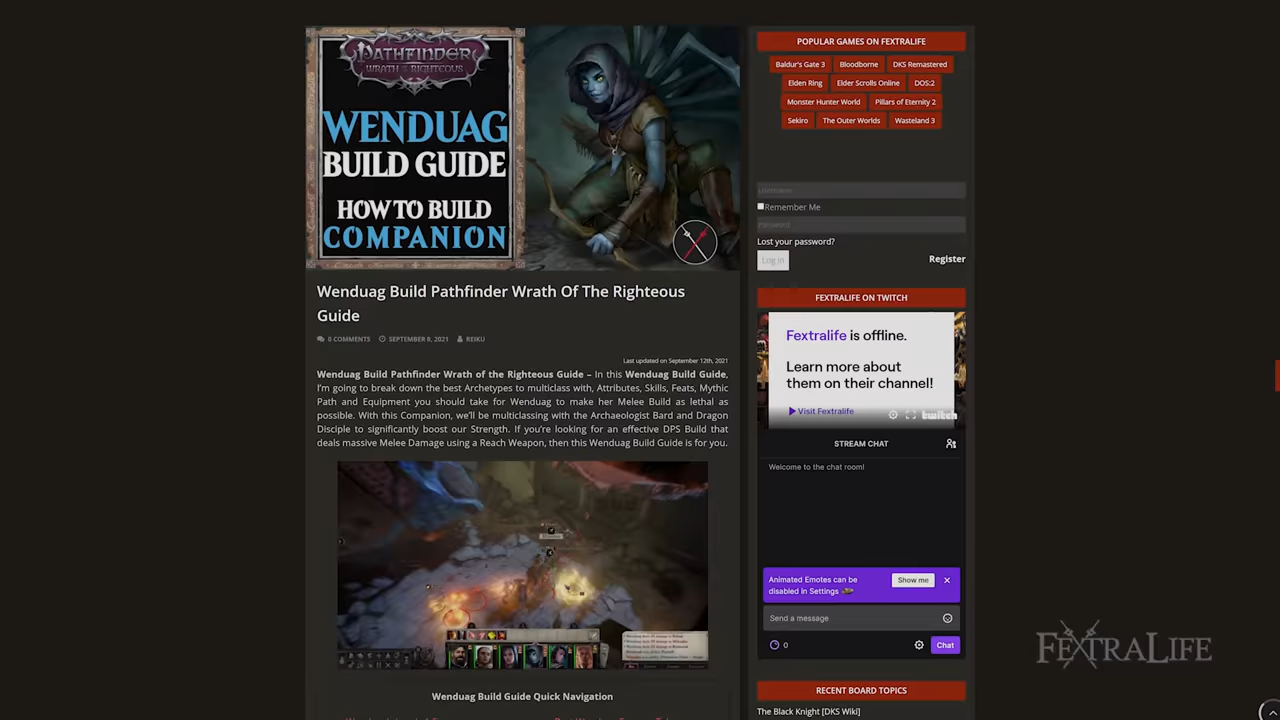 PATHFINDER
WRATH OF THE RIGHTEOUS
WENDUAG
BUILD GUIDE
HOW TO BUILD
COMPANION
Wenduag Build Pathfinder Wrath Of The Righteous
Guide
0 COMMENTS SEPTEMBER 8, 2021 REIKU
Last updated on September 12th, 2021
Wenduag Build Pathfinder Wrath of the Righteous Guide – In this Wenduag Build Guide,
I'm going to break down the best Archetypes to multiclass with, Attributes, Skills, Feats, Mythic
Path and Equipment you should take for Wenduag to make her Melee Build as lethal as
possible. With this Companion, we'll be multiclassing with the Archaeologist Bard and Dragon
Disciple to significantly boost our Strength. If you're looking for an effective DPS Build that
deals massive Melee Damage using a Reach Weapon, then this Wenduag Build Guide is for you.
Wenduag Build Guide Quick Navigation
POPULAR GAMES ON FEXTRALIFE
Baldur's Gate 3 Bloodborne DKS Remastered
Elden Ring Elder Scrolls Online DOS:2
Monster Hunter World Pillars of Eternity 2
Sekiro The Outer Worlds Wasteland 3
Username
Remember Me
Password
Lost your password?
Log in Register
FEXTRALIFE ON TWITCH
Fextralife is offline.
Learn more about
them on their channel!
Visit Fextralife twitch
STREAM CHAT
Welcome to the chat room!
Animated Emotes can be
disabled in Settings
Show me
Send a message
0 Chat
RECENT BOARD TOPICS
The Black Knight [DKS Wiki]
FEXTRALIFE